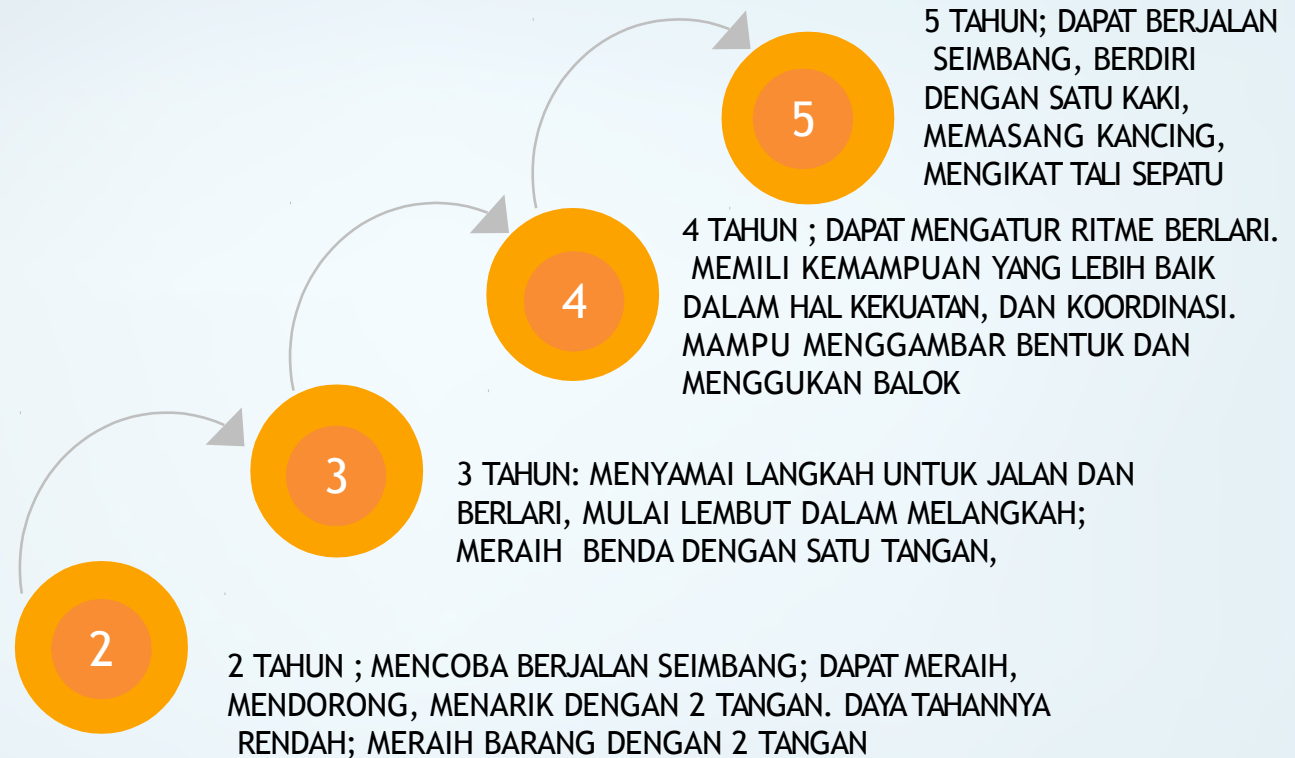 5
5 TAHUN; DAPAT BERJALAN
SEIMBANG, BERDIRI
DENGAN SATU KAKI,
MEMASANG KANCING,
MENGIKAT TALI SEPATU
4
4 TAHUN ; DAPAT MENGATUR RITME BERLARI.
MEMILI KEMAMPUAN YANG LEBIH BAIK
DALAM HAL KEKUATAN, DAN KOORDINASI.
MAMPU MENGGAMBAR BENTUK DAN
MENGGUKAN BALOK
3
3 TAHUN: MENYAMAI LANGKAH UNTUK JALAN DAN
BERLARI, MULAI LEMBUT DALAM MELANGKAH;
MERAIH BENDA DENGAN SATU TANGAN,
2
2 TAHUN ; MENCOBA BERJALAN SEIMBANG; DAPAT MERAIH,
MENDORONG, MENARIK DENGAN 2 TANGAN. DAYA TAHANNYA
RENDAH; MERAIH BARANG DENGAN 2 TANGAN